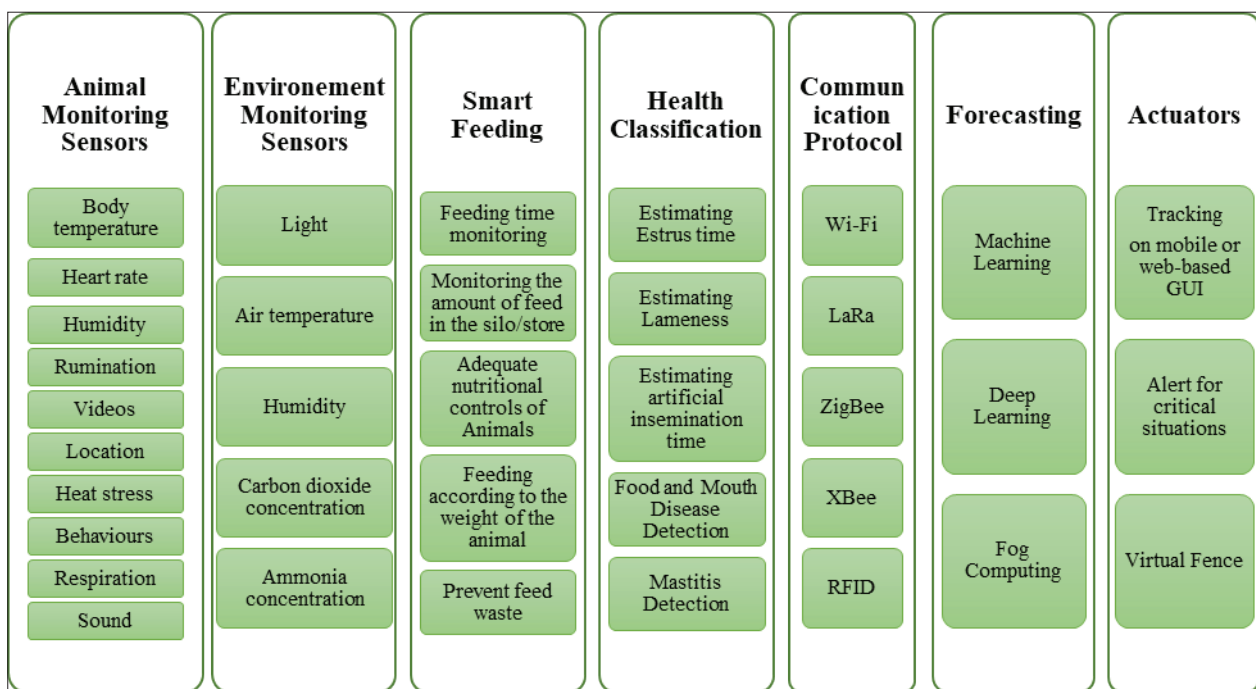 Animal
Monitoring
Sensors
Body
temperature
Heart rate
Humidity
Rumination
Videos
Location
Heat stress
Behaviours
Respiration
Sound
Environement
Monitoring
Sensors
Light
Air temperature
Humidity
Carbon dioxide
concentration
Ammonia
concentration
Smart
Feeding
Feeding time
monitoring
Monitoring the
amount of feed
in the silo/store
Adequate
nutritional
controls of
Animals
Feeding
according to the
weight of the
animal
Prevent feed
waste
Health
Classification
Estimating
Estrus time
Estimating
Lameness
Estimating
artificial
insemination
time
Food and Mouth
Disease
Detection
Mastitis
Detection
Commun
ication
Protocol
Wi-Fi
LaRa
ZigBee
XBee
RFID
Forecasting
Machine
Learning
Deep
Learning
Fog
Computing
Actuators
Tracking
on mobile or
web-based
GUI
Alert for
critical
situations
Virtual Fence